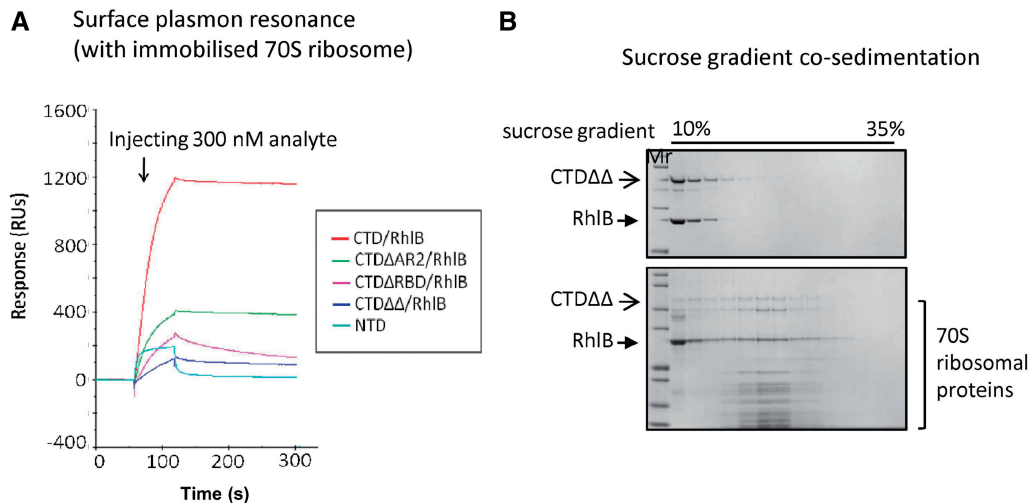 A
Surface plasmon resonance
(with immobilised 70S ribosome)
1600
1200
800
400
0
-400
Response (RUs)
Injecting 300 nM analyte
0
100
200
300
Time (s)
CTD/RhlB
CTDΔAR2/RhlB
CTDΔRBD/RhlB
CTDΔΔ/RhlB
NTD
B
Sucrose gradient co-sedimentation
sucrose gradient 10% 35%
Mr
CTDΔΔ
RhlB
CTDΔΔ
RhlB
70S
ribosomal
proteins